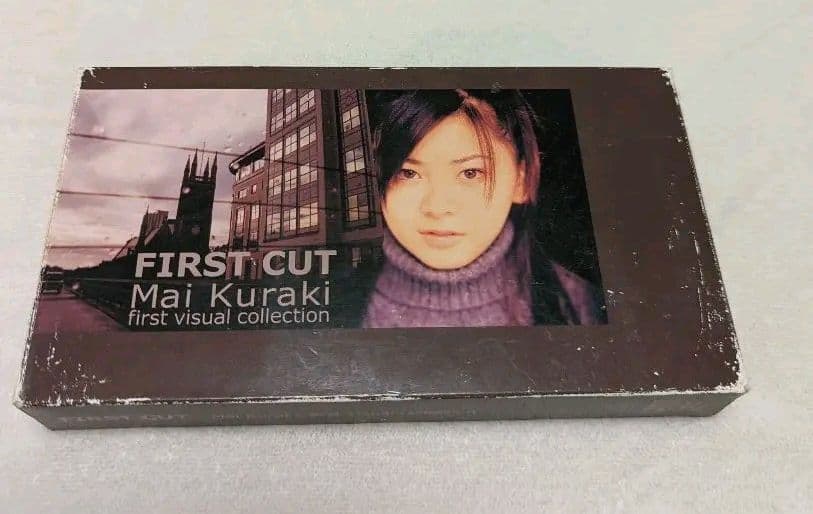 FIRST CUT
Mai Kuraki
first visual collection
FIRST CUT